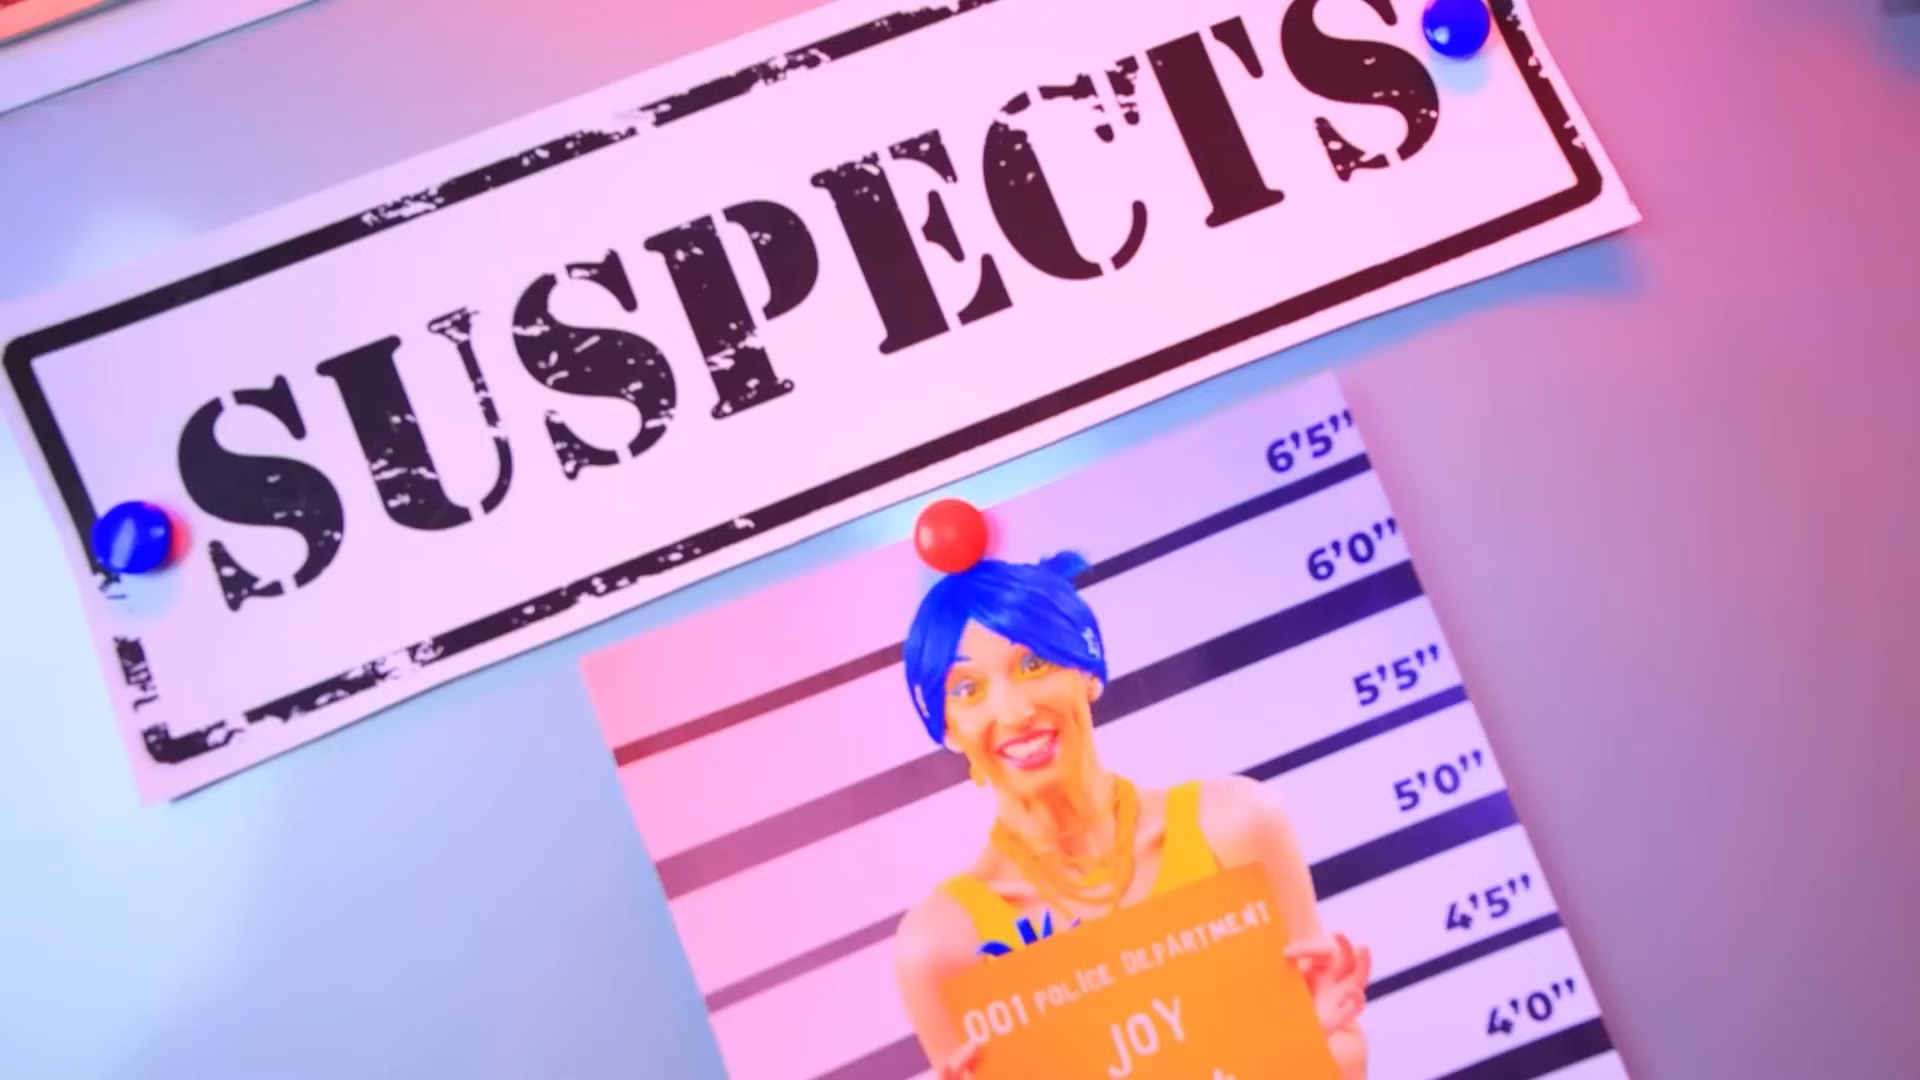 SUSPECTS
6'5"
6'0"
5'5"
5'0"
4'5"
4'0"
001 POLICE DEPARTMENT
JOY